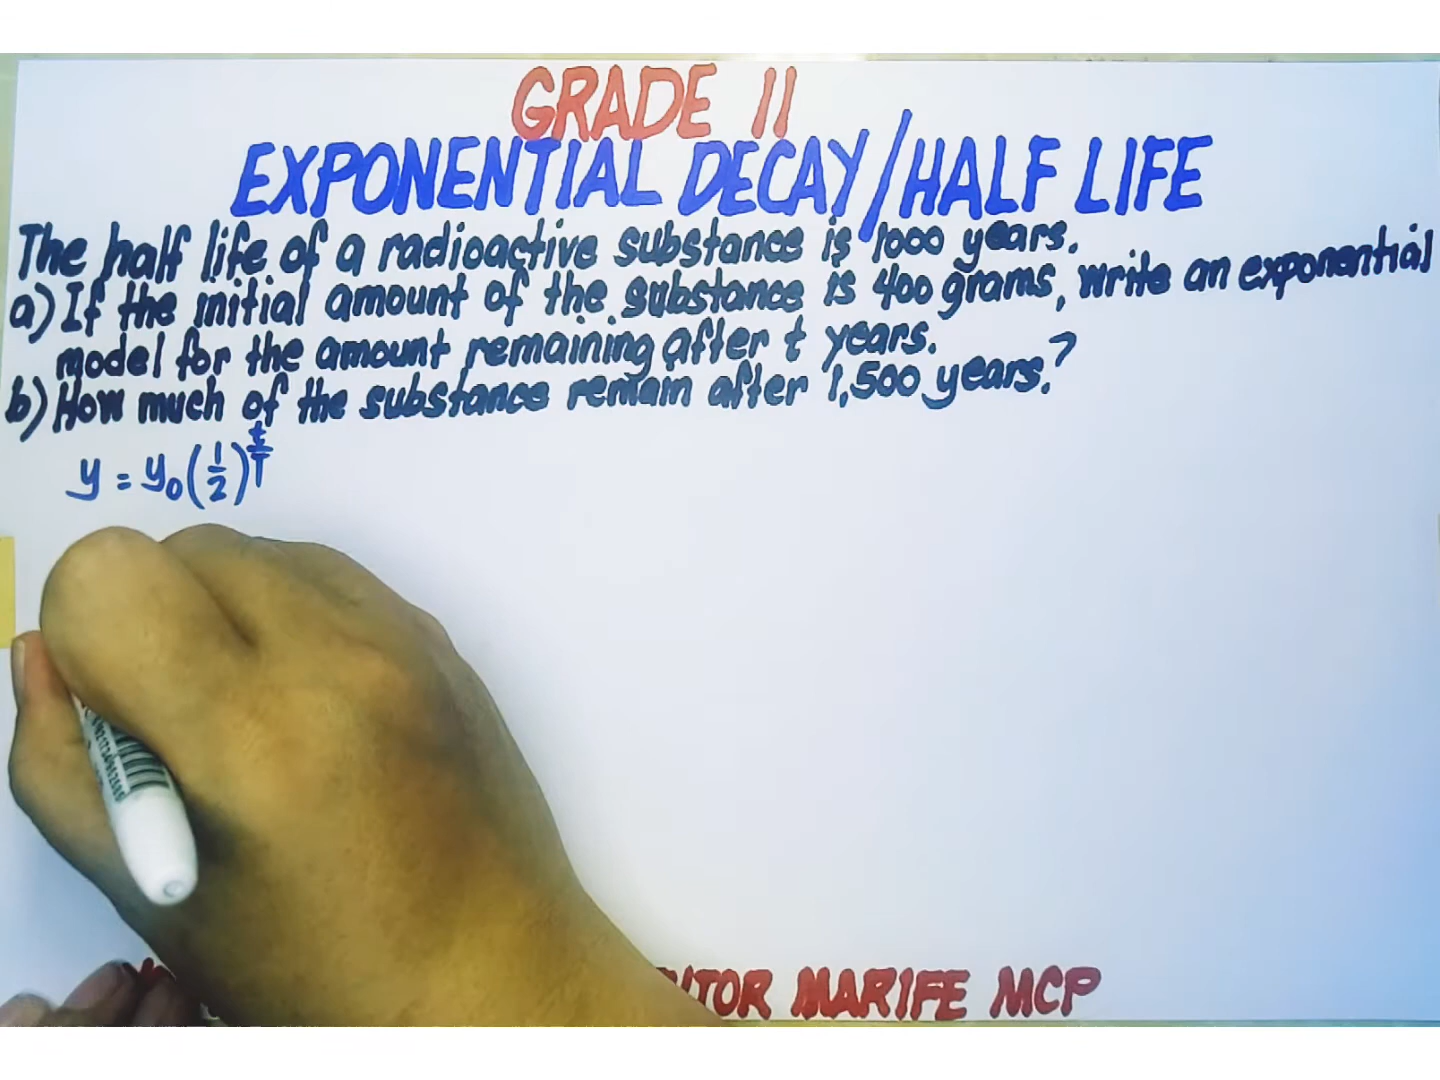 GRADE 11
EXPONENTIAL DECAY/HALF LIFE
The half life of a radioactive substance is 1000 years.
a) If the initial amount of the substance is 400 grams, write an exponential
model for the amount remaining after t years.
b) How much of the substance remain after 1,500 years?
y = y₀(1/2)^(t/T)
MARIFE MCP